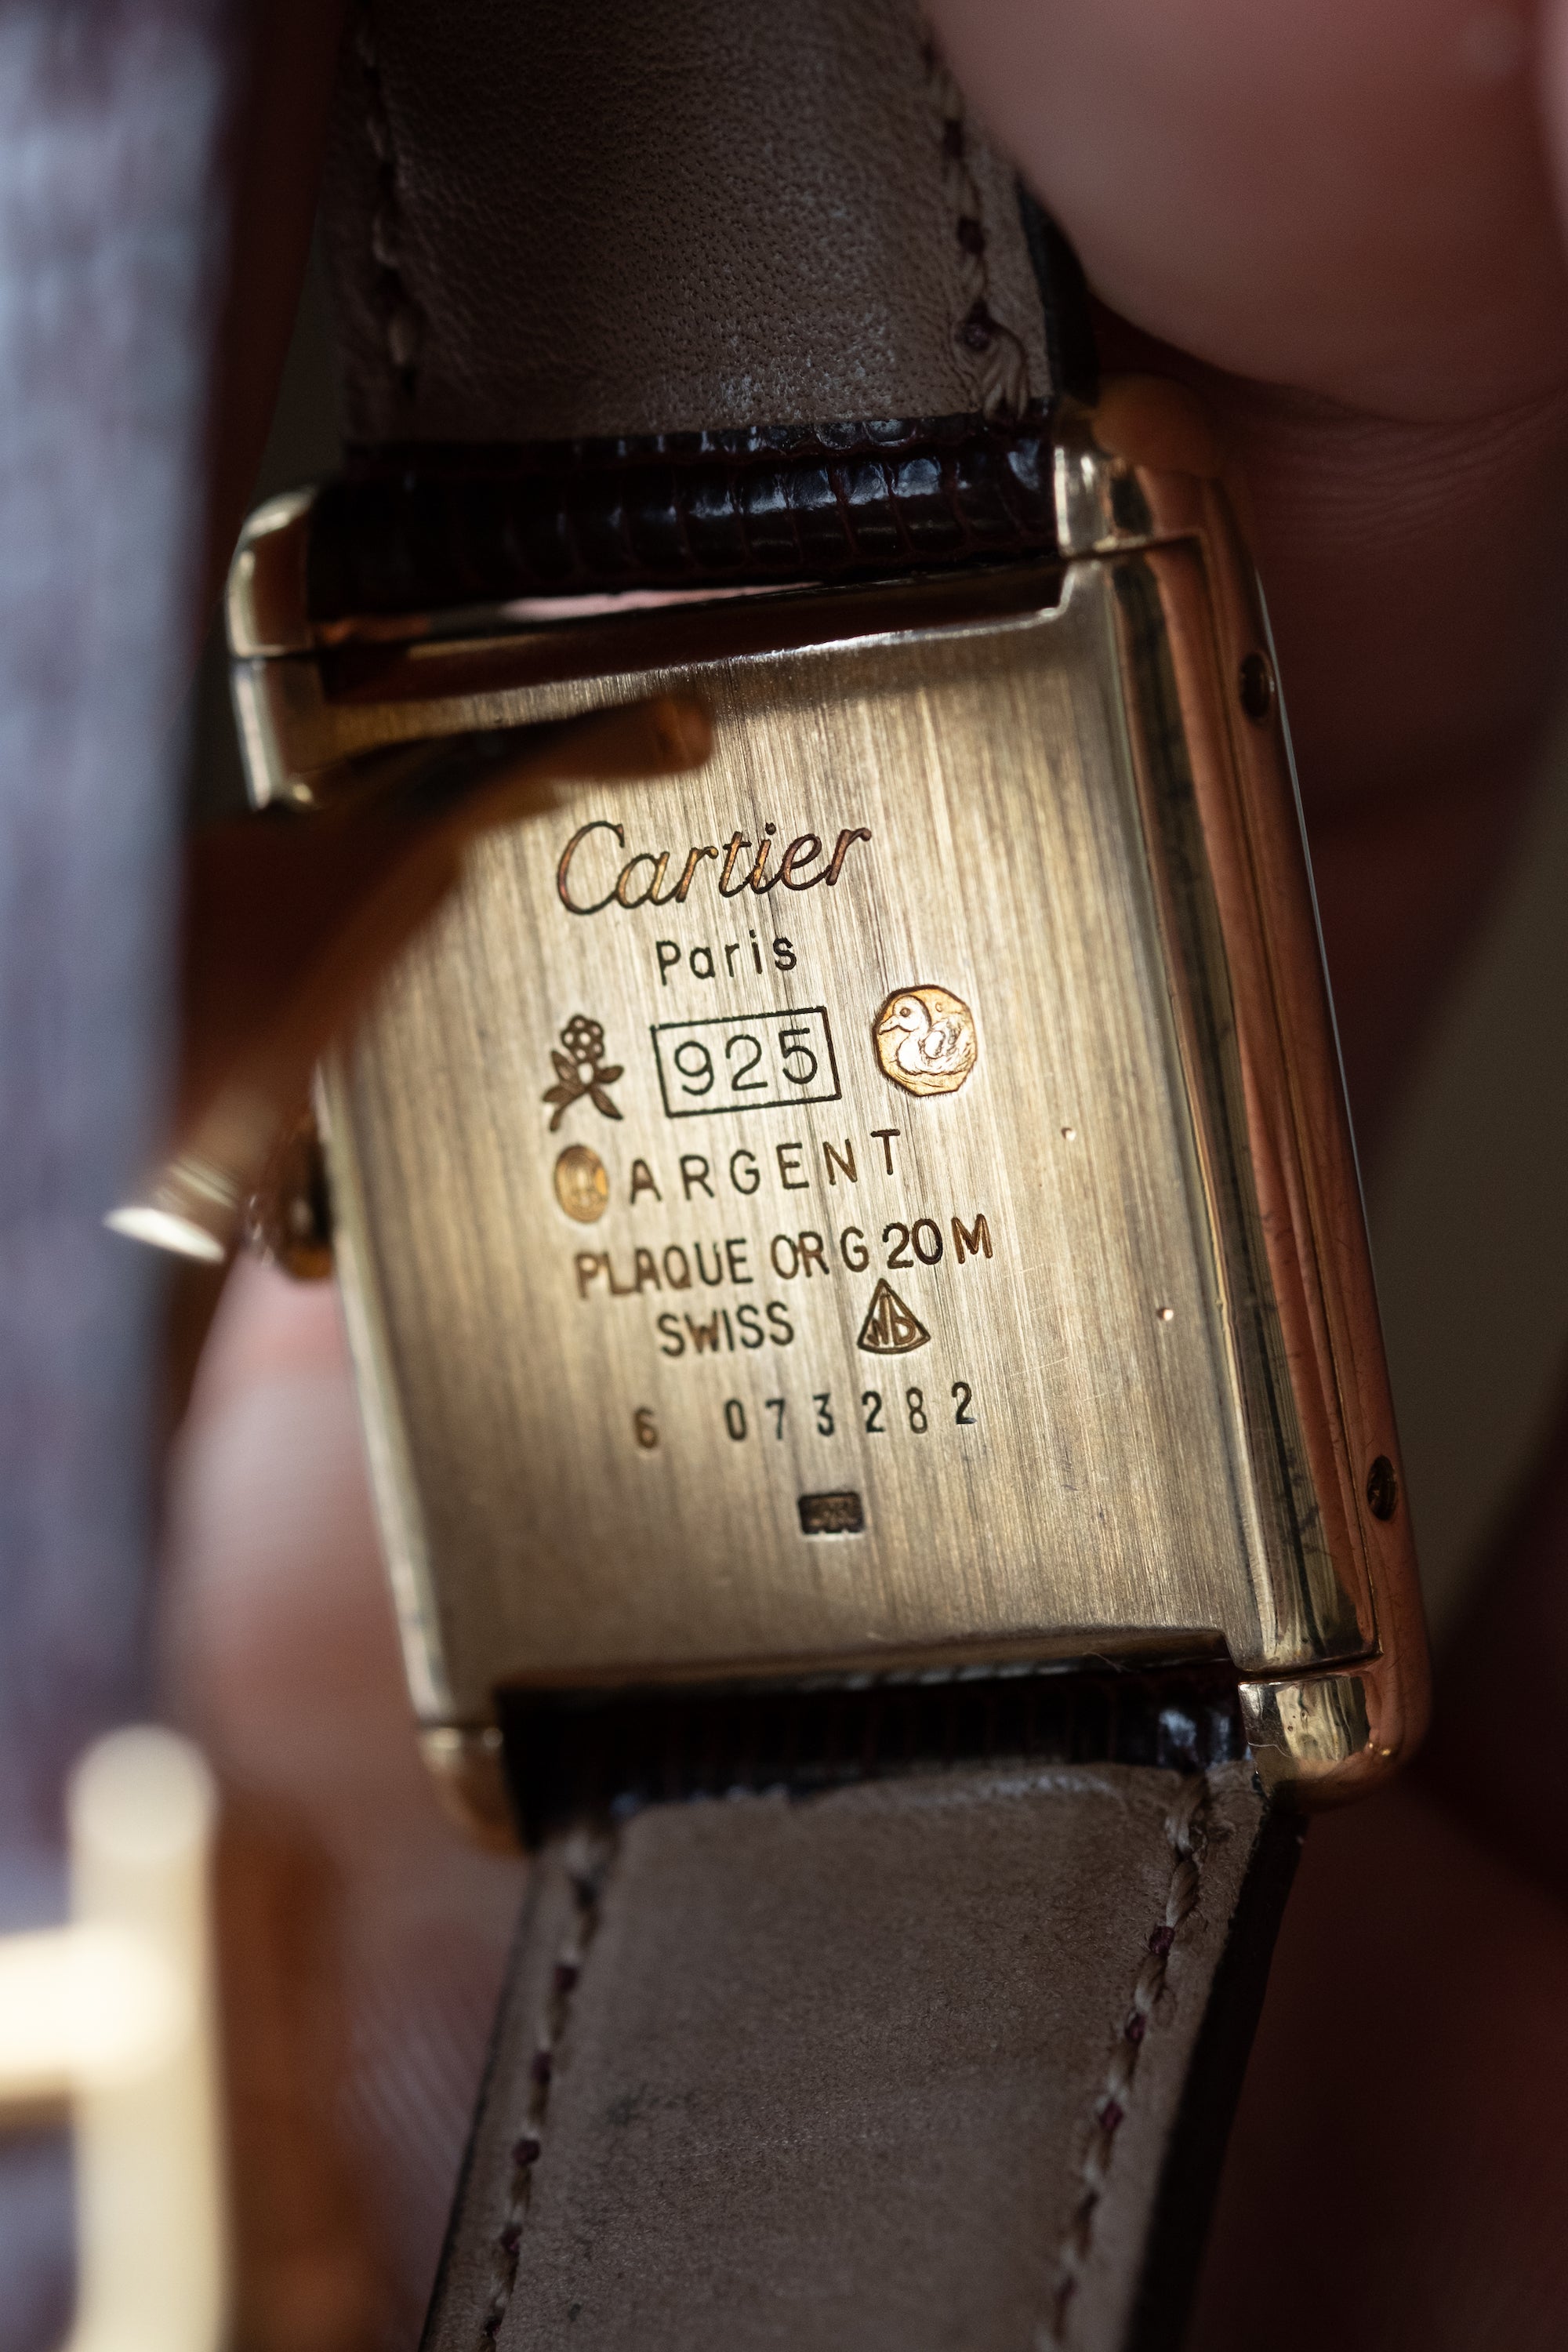 Cartier
Paris
925
ARGENT
PLAQUE OR G 20 M
SWISS
6 073282